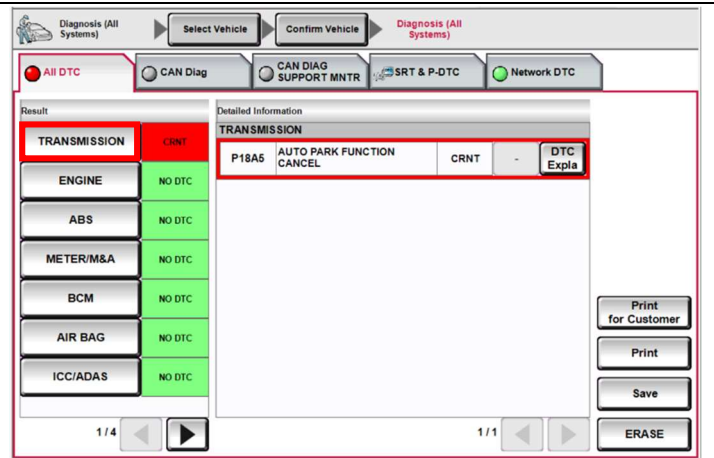 Diagnosis (All
Systems)
Select Vehicle
Confirm Vehicle
Diagnosis (All
Systems)
All DTC
CAN Diag
CAN DIAG
SUPPORT MNTR
SRT & P-DTC
Network DTC
Result
Detailed Information
TRANSMISSION
TRANSMISSION CRNT
P18A5 AUTO PARK FUNCTION
CANCEL CRNT - DTC
Expla
ENGINE NO DTC
ABS NO DTC
METER/M&A NO DTC
BCM NO DTC
AIR BAG NO DTC
ICC/ADAS NO DTC
1/4
1/1
Print
for Customer
Print
Save
ERASE